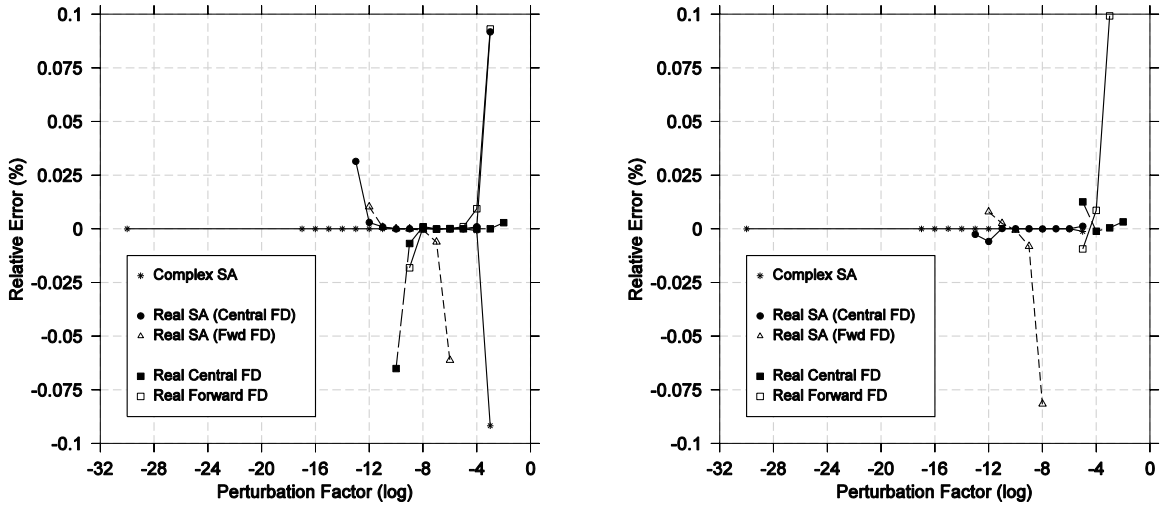 0.1
0.075
0.05
0.025
0
-0.025
-0.05
-0.075
-0.1
Relative Error (%)
Complex SA
Real SA (Central FD)
Real SA (Fwd FD)
Real Central FD
Real Forward FD
-32 -28 -24 -20 -16 -12 -8 -4 0
Perturbation Factor (log)
0.1
0.075
0.05
0.025
0
-0.025
-0.05
-0.075
-0.1
Relative Error (%)
Complex SA
Real SA (Central FD)
Real SA (Fwd FD)
Real Central FD
Real Forward FD
-32 -28 -24 -20 -16 -12 -8 -4 0
Perturbation Factor (log)